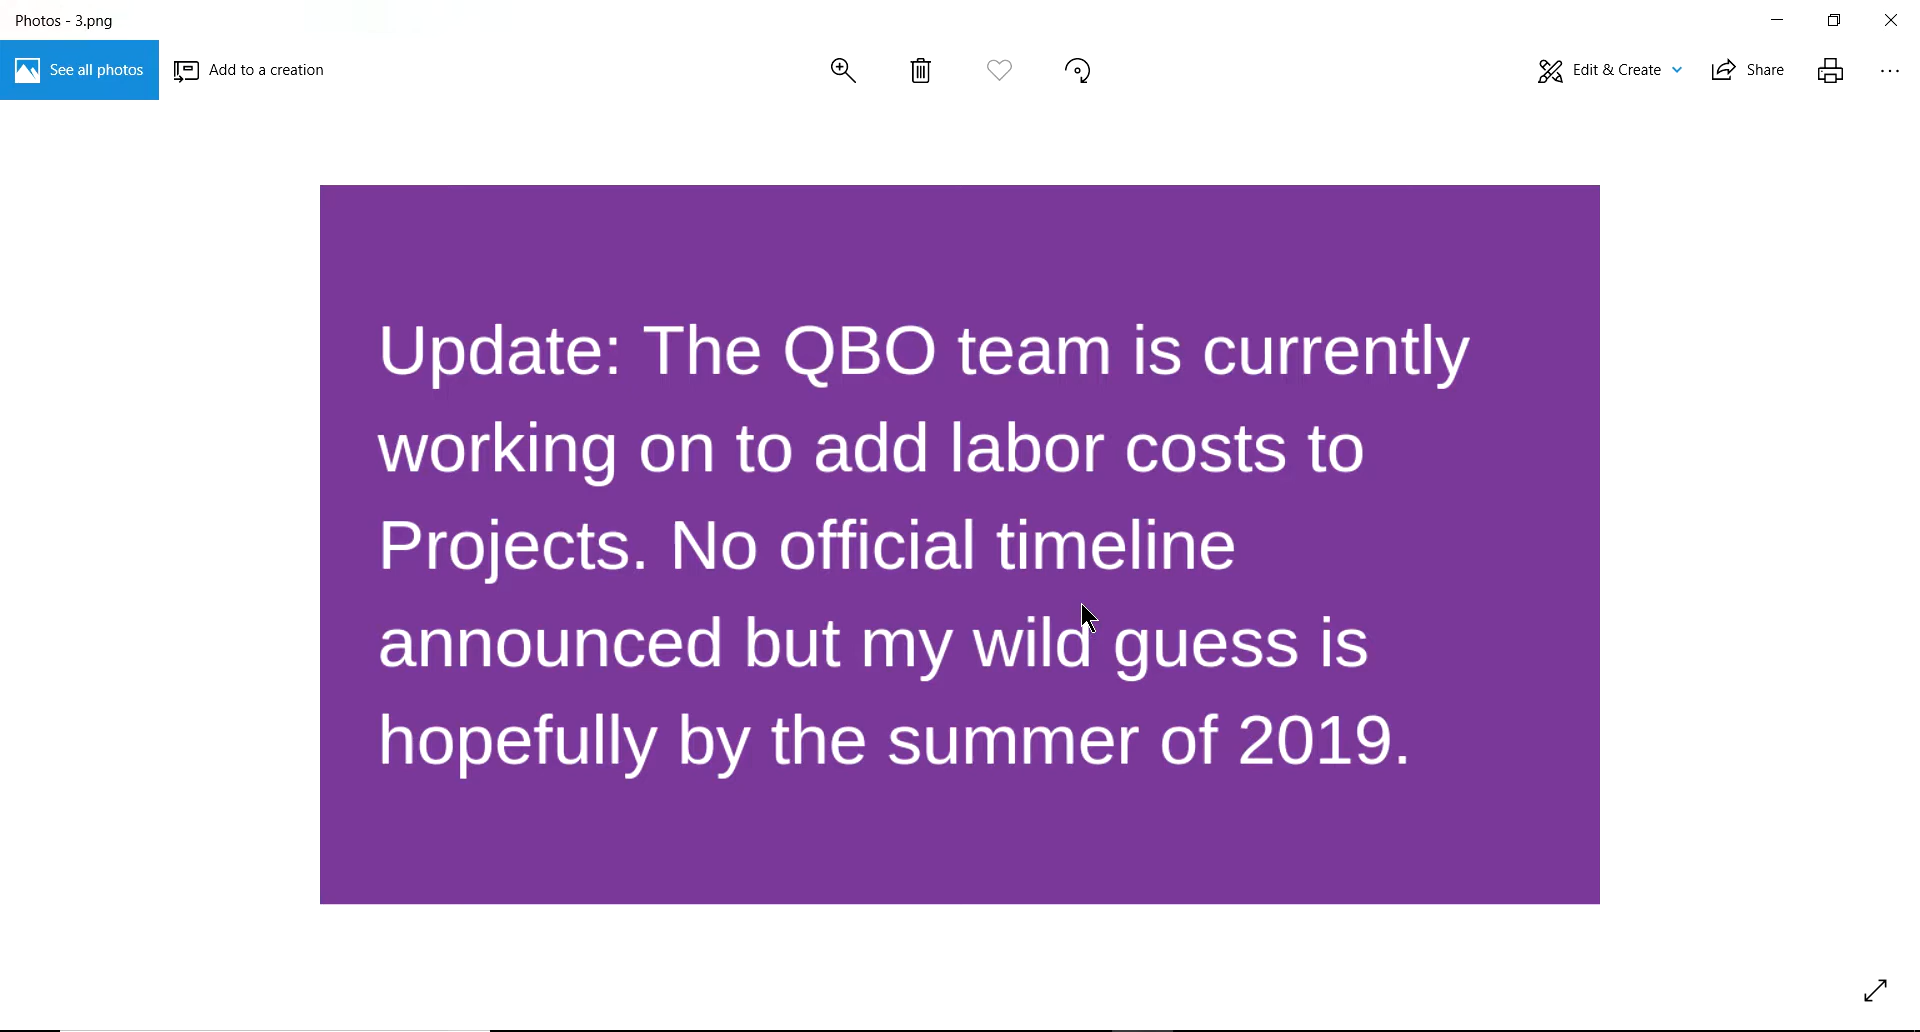 Photos - 3.png
See all photos
Add to a creation
Edit & Create
Share
Update: The QBO team is currently
working on to add labor costs to
Projects. No official timeline
announced but my wild guess is
hopefully by the summer of 2019.